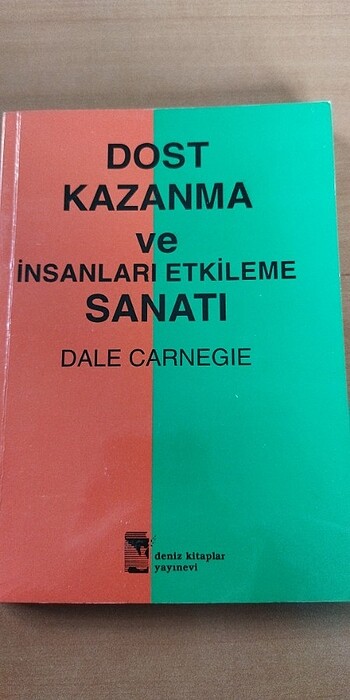 DOST
KAZANMA
ve
İNSANLARI ETKİLEME
SANATI
DALE CARNEGIE
deniz kitaplar
yayınevi